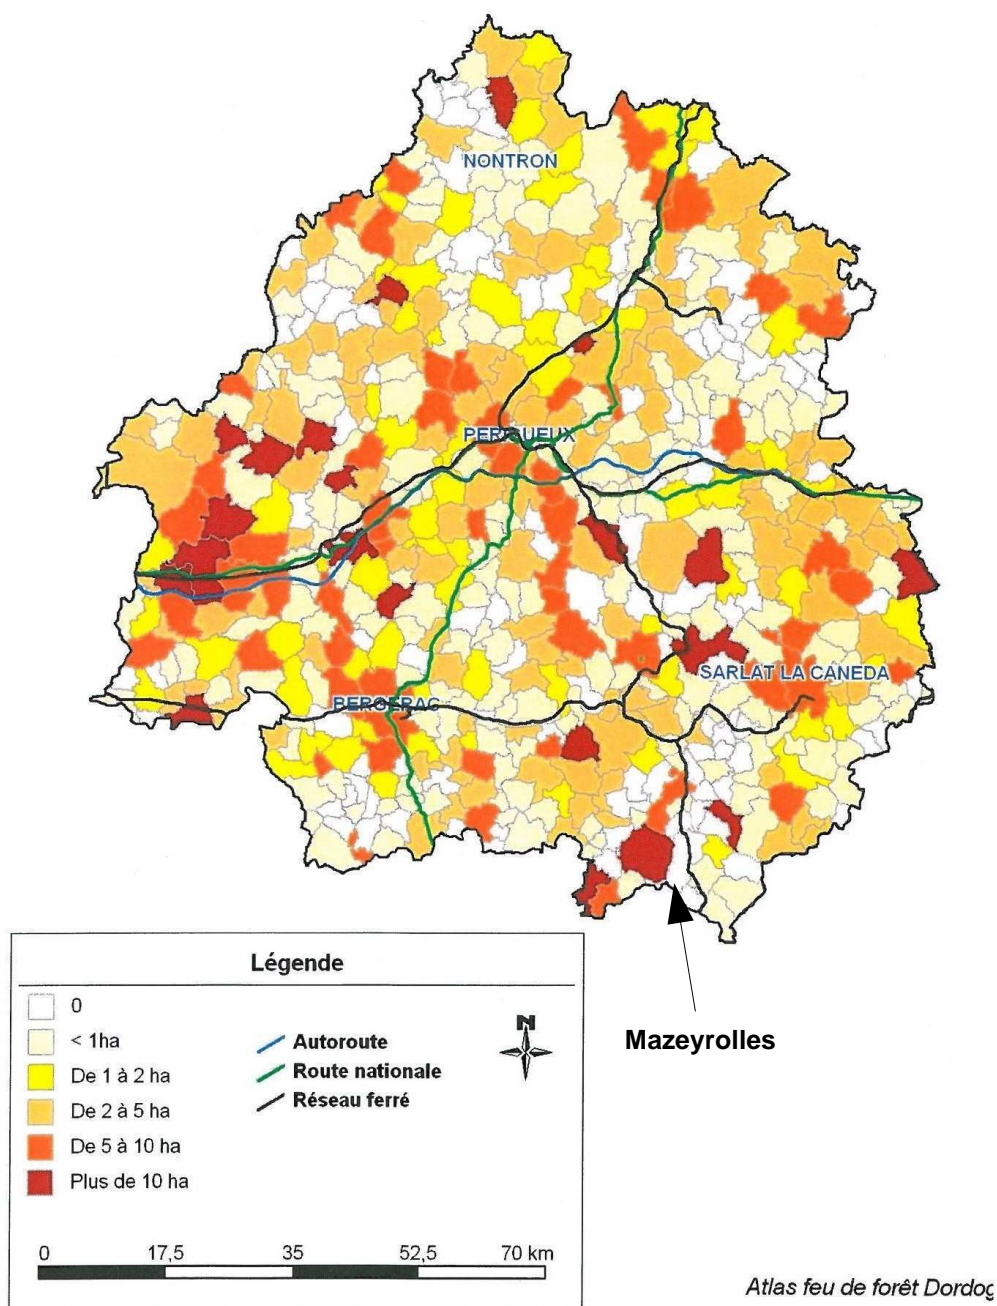 NONTRON
PERIGUEUX
SARLAT LA CANEDA
BERGERAC
Mazeyrolles
Légende
0
< 1ha
De 1 à 2 ha
De 2 à 5 ha
De 5 à 10 ha
Plus de 10 ha
Autoroute
Route nationale
Réseau ferré
N
0 17,5 35 52,5 70 km
Atlas feu de forêt Dordog